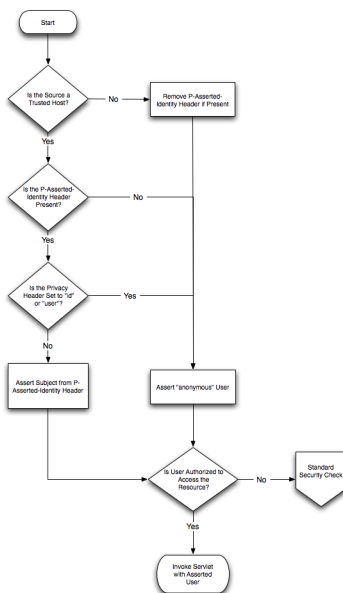 Start
Is the Source a
Trusted Host?
No
Remove P-Asserted-
Identity Header if Present
Yes
Is the P-Asserted-
Identity Header
Present?
No
Yes
Is the Privacy
Header Set to "id"
or "user"?
Yes
No
Assert Subject from P-
Asserted-Identity Header
Assert "anonymous" User
Is User Authorized to
Access the
Resource?
No
Standard
Security Check
Yes
Invoke Servlet
with Asserted
User